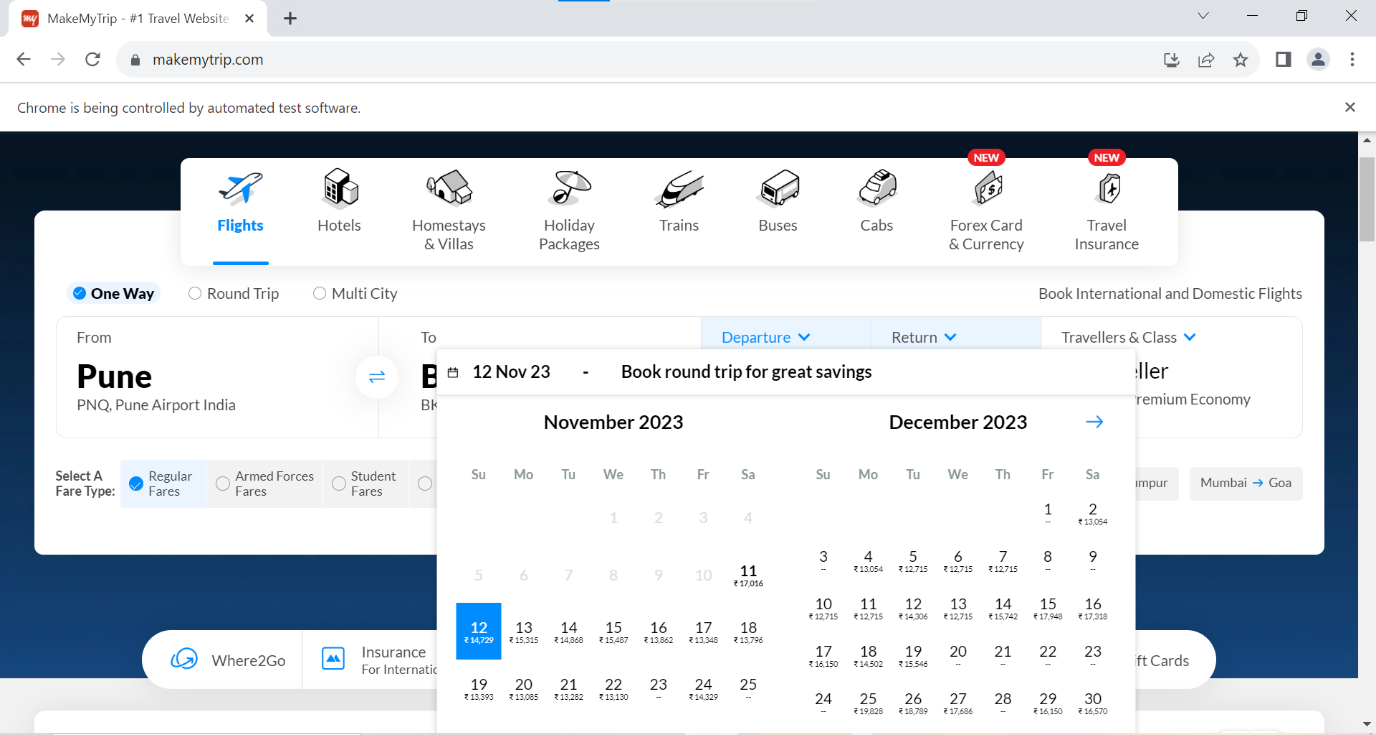 my MakeMyTrip - #1 Travel Website
makemytrip.com
Chrome is being controlled by automated test software.
NEW NEW
Flights Hotels Homestays & Villas Holiday Packages Trains Buses Cabs Forex Card & Currency Travel Insurance
One Way Round Trip Multi City Book International and Domestic Flights
From To Departure Return Travellers & Class
Pune B eller
PNQ, Pune Airport India BK remium Economy
12 Nov 23 - Book round trip for great savings
November 2023 December 2023
Select A Fare Type: Regular Fares Armed Forces Fares Student Fares umpur Mumbai → Goa
Su Mo Tu We Th Fr Sa
1 2 3 4
5 6 7 8 9 10 11
₹ 17,016
12 13 14 15 16 17 18
₹ 14,729 ₹ 15,315 ₹ 14,868 ₹ 15,487 ₹ 13,862 ₹ 13,348 ₹ 13,796
19 20 21 22 23 24 25
₹ 13,393 ₹ 13,085 ₹ 13,282 ₹ 13,130 -- ₹ 14,329 --
Su Mo Tu We Th Fr Sa
1 2
-- ₹ 13,054
3 4 5 6 7 8 9
-- ₹ 13,054 ₹ 12,715 ₹ 12,715 ₹ 12,715 -- --
10 11 12 13 14 15 16
₹ 12,715 ₹ 12,715 ₹ 14,306 ₹ 12,715 ₹ 15,742 ₹ 17,948 ₹ 17,318
17 18 19 20 21 22 23
₹ 16,150 ₹ 14,502 ₹ 15,546 -- -- -- --
24 25 26 27 28 29 30
-- ₹ 19,828 ₹ 18,789 ₹ 17,686 -- ₹ 16,150 ₹ 16,570
Where2Go Insurance ift Cards
For Internatio